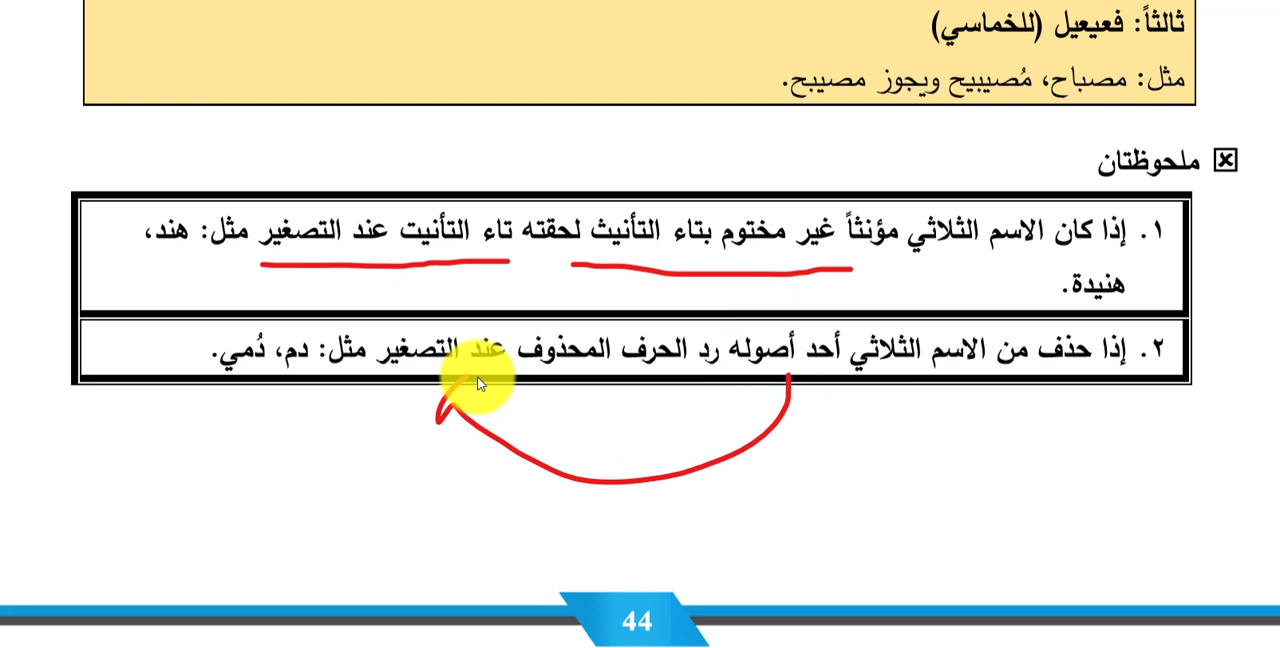 ثالثاً: فعيعيل (للخماسي)
مثل: مصباح، مُصيبيح ويجوز مصيبح.
ملحوظتان
١. إذا كان الاسم الثلاثي مؤنثاً غير مختوم بتاء التأنيث لحقته تاء التأنيت عند التصغير مثل: هند،
هنيدة.
٢. إذا حذف من الاسم الثلاثي أحد أصوله رد الحرف المحذوف عند التصغير مثل: دم، دُمي.
44